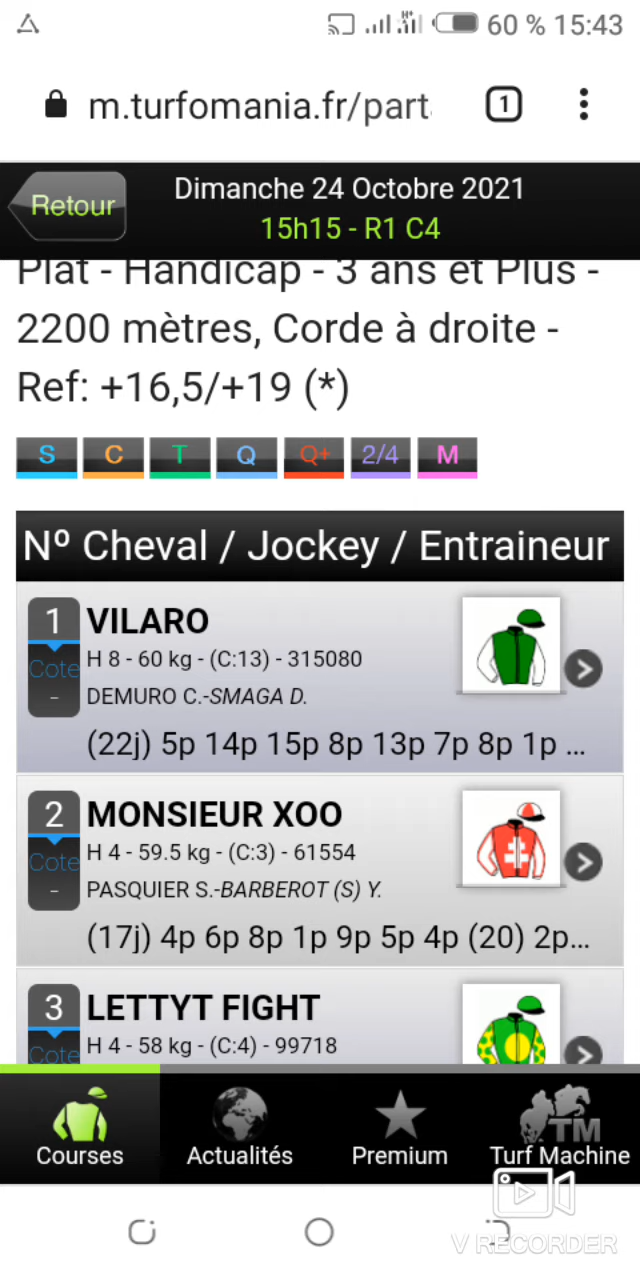 60 % 15:43
m.turfomania.fr/part
1
Retour
Dimanche 24 Octobre 2021
15h15 - R1 C4
Plat - Handicap - 3 ans et Plus -
2200 mètres, Corde à droite -
Ref: +16,5/+19 (*)
S C T Q Q+ 2/4 M
Nº Cheval / Jockey / Entraineur
1 VILARO
Cote H 8 - 60 kg - (C:13) - 315080
- DEMURO C.-SMAGA D.
(22j) 5p 14p 15p 8p 13p 7p 8p 1p ...
2 MONSIEUR XOO
Cote H 4 - 59.5 kg - (C:3) - 61554
- PASQUIER S.-BARBEROT (S) Y.
(17j) 4p 6p 8p 1p 9p 5p 4p (20) 2p...
3 LETTYT FIGHT
Cote H 4 - 58 kg - (C:4) - 99718
TM
Courses Actualités Premium Turf Machine
V RECORDER